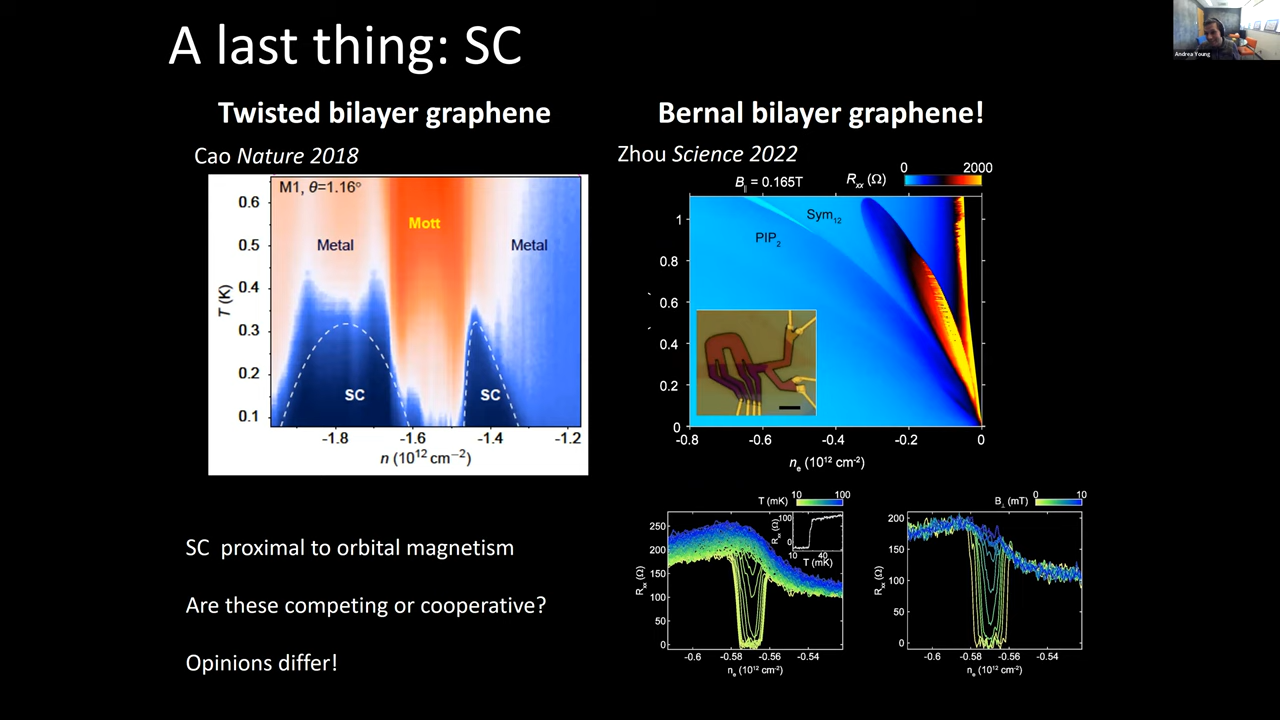 A last thing: SC
Andrea Young
Twisted bilayer graphene
Cao Nature 2018
M1, θ=1.16°
Mott
Metal
Metal
SC
SC
T (K)
0.6
0.5
0.4
0.3
0.2
0.1
-1.8
-1.6
-1.4
-1.2
n (10¹² cm⁻²)
SC proximal to orbital magnetism
Are these competing or cooperative?
Opinions differ!
Bernal bilayer graphene!
Zhou Science 2022
B∥ = 0.165T
Rxx (Ω)
0
2000
Sym₁₂
PIP₂
1
0.8
0.6
0.4
0.2
0
-0.8
-0.6
-0.4
-0.2
0
nₑ (10¹² cm⁻²)
T (mK)
10
100
Rxx (Ω)
250
200
150
100
50
0
Rxx (Ω)
100
0
10
40
T (mK)
-0.6
-0.58
-0.56
-0.54
nₑ (10¹² cm⁻²)
B⊥ (mT)
0
10
Rxx (Ω)
200
150
100
50
0
-0.6
-0.58
-0.56
-0.54
nₑ (10¹² cm⁻²)